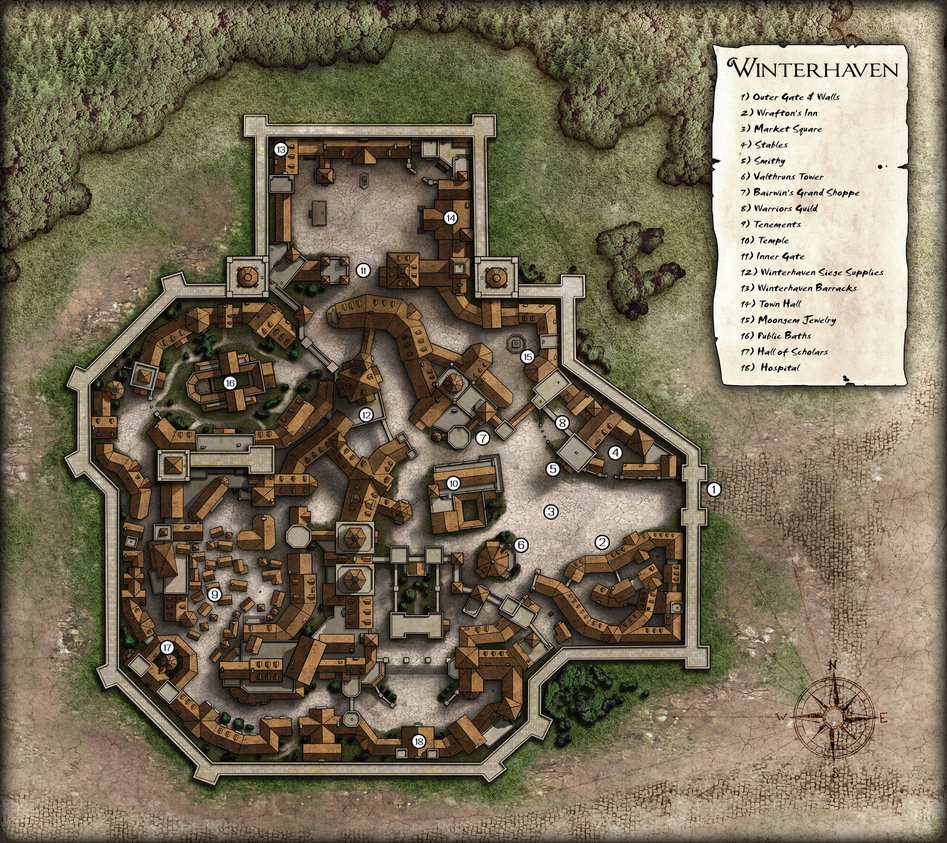 WINTERHAVEN
1) Outer Gate & Walls
2) Wrafton's Inn
3) Market Square
4) Stables
5) Smithy
6) Valthruns Tower
7) Bairwin's Grand Shoppe
8) Warriors Guild
9) Tenements
10) Temple
11) Inner Gate
12) Winterhaven Siege Supplies
13) Winterhaven Barracks
14) Town Hall
15) Moongem Jewelry
16) Public Baths
17) Hall of Scholars
18) Hospital
13
14
11
15
16
12
8
7
4
5
10
1
3
6
2
9
17
18
N
W E
S